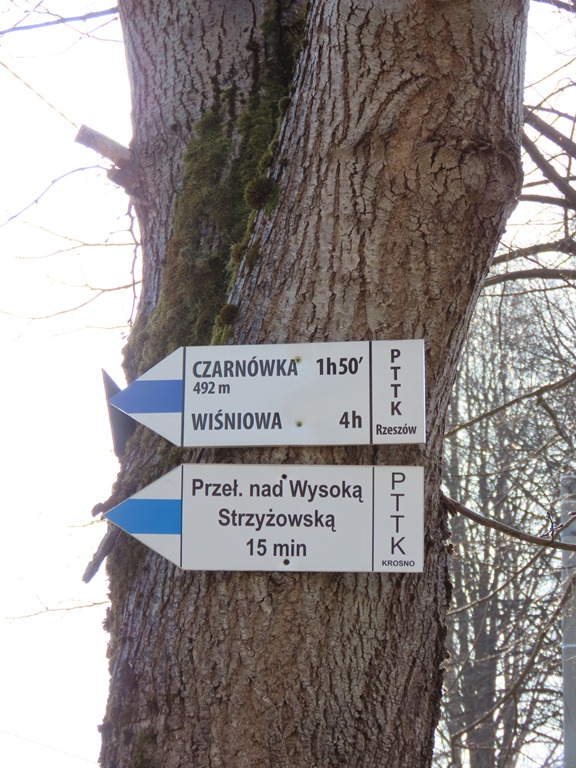 CZARNÓWKA 1h50'
492 m
WIŚNIOWA 4h
PTTK
Rzeszów
Przeł. nad Wysoką
Strzyżowską
15 min
PTTK
KROSNO